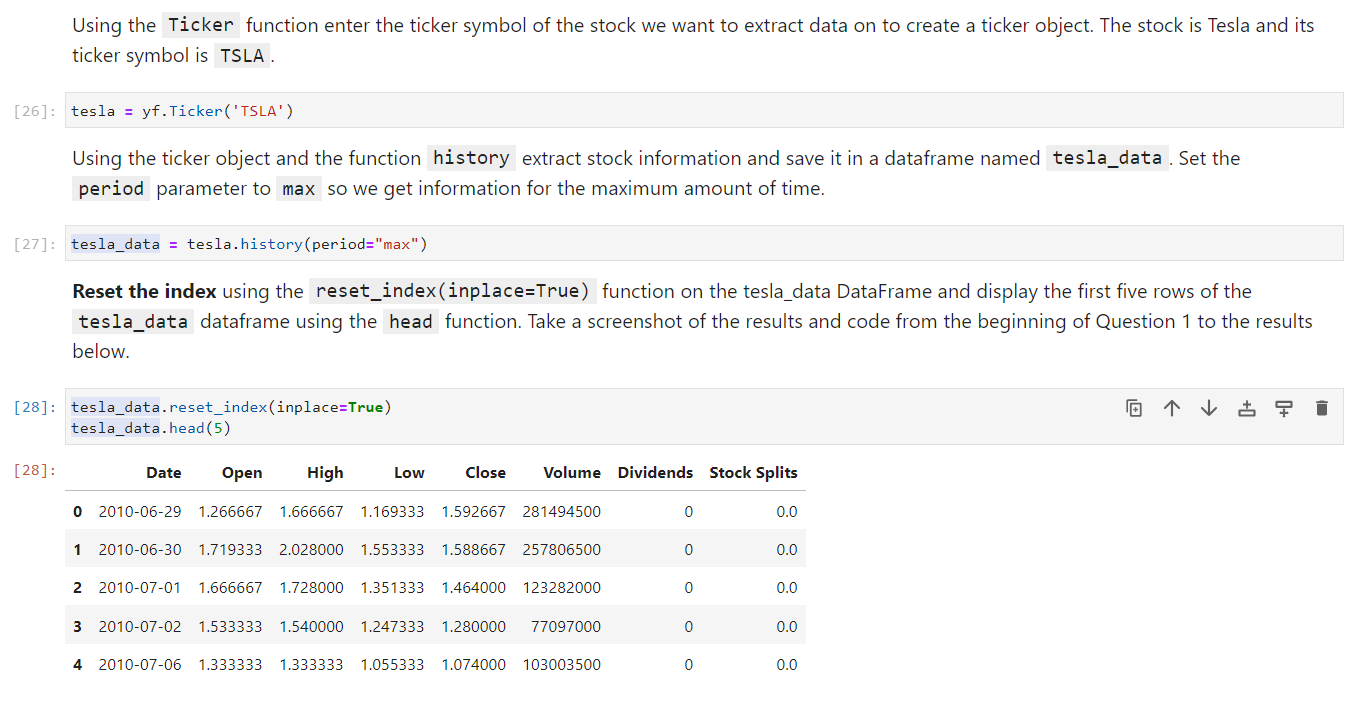 Using the Ticker function enter the ticker symbol of the stock we want to extract data on to create a ticker object. The stock is Tesla and its
ticker symbol is TSLA.
[26]: tesla = yf.Ticker('TSLA')
Using the ticker object and the function history extract stock information and save it in a dataframe named tesla_data. Set the
period parameter to max so we get information for the maximum amount of time.
[27]: tesla_data = tesla.history(period="max")
Reset the index using the reset_index(inplace=True) function on the tesla_data DataFrame and display the first five rows of the
tesla_data dataframe using the head function. Take a screenshot of the results and code from the beginning of Question 1 to the results
below.
[28]: tesla_data.reset_index(inplace=True)
tesla_data.head(5)
[28]: Date Open High Low Close Volume Dividends Stock Splits
0 2010-06-29 1.266667 1.666667 1.169333 1.592667 281494500 0 0.0
1 2010-06-30 1.719333 2.028000 1.553333 1.588667 257806500 0 0.0
2 2010-07-01 1.666667 1.728000 1.351333 1.464000 123282000 0 0.0
3 2010-07-02 1.533333 1.540000 1.247333 1.280000 77097000 0 0.0
4 2010-07-06 1.333333 1.333333 1.055333 1.074000 103003500 0 0.0